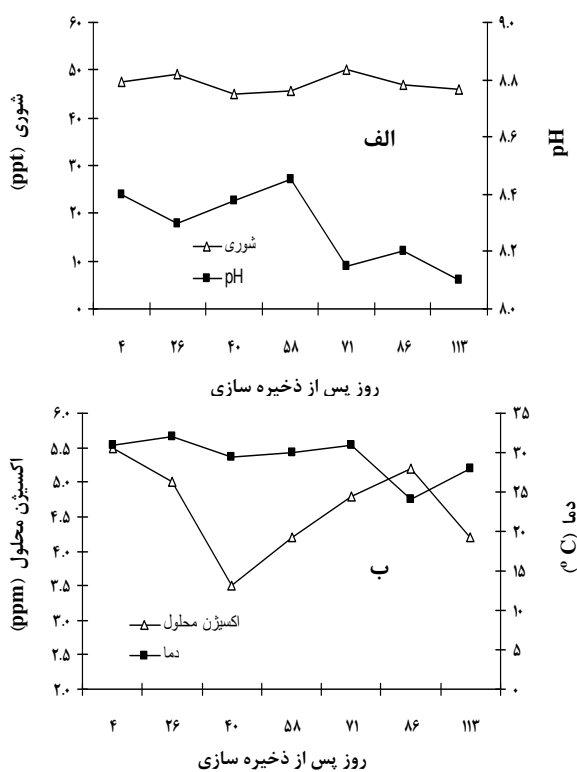 شوری (ppt)
۶۰
۵۰
۴۰
۳۰
۲۰
۱۰
۰
pH
۹.۰
۸.۸
۸.۶
۸.۴
۸.۲
۸.۰
الف
شوری
pH
۴ ۲۶ ۴۰ ۵۸ ۷۱ ۸۶ ۱۱۳
روز پس از ذخیره سازی
اکسیژن محلول (ppm)
۶.۰
۵.۵
۵.۰
۴.۵
۴.۰
۳.۵
۳.۰
۲.۵
۲.۰
دما (º C)
۳۵
۳۰
۲۵
۲۰
۱۵
۱۰
۵
۰
ب
اکسیژن محلول
دما
۴ ۲۶ ۴۰ ۵۸ ۷۱ ۸۶ ۱۱۳
روز پس از ذخیره سازی